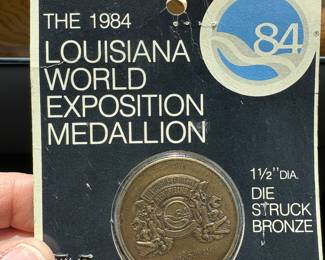 THE 1984
LOUISIANA
WORLD
EXPOSITION
MEDALLION
84
1½" DIA.
DIE
STRUCK
BRONZE